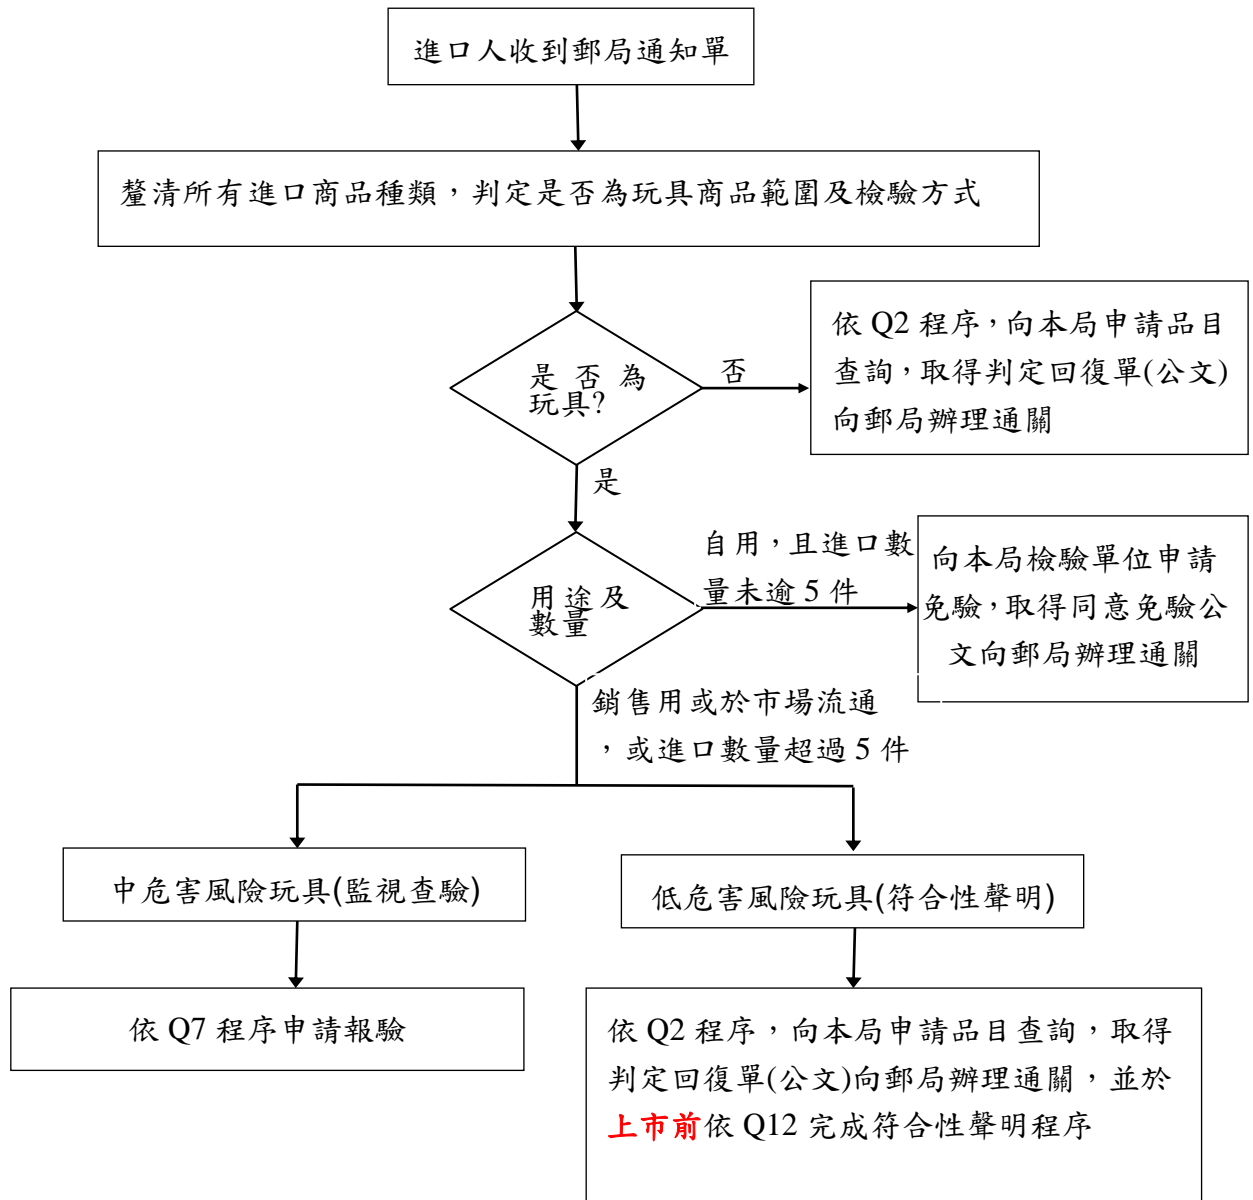 進口人收到郵局通知單
釐清所有進口商品種類，判定是否為玩具商品範圍及檢驗方式
是否為
玩具?
否
依 Q2 程序，向本局申請品目
查詢，取得判定回復單(公文)
向郵局辦理通關
是
用途及
數量
自用，且進口數
量未逾 5 件
向本局檢驗單位申請
免驗，取得同意免驗公
文向郵局辦理通關
銷售用或於市場流通
，或進口數量超過 5 件
中危害風險玩具(監視查驗)
低危害風險玩具(符合性聲明)
依 Q7 程序申請報驗
依 Q2 程序，向本局申請品目查詢，取得
判定回復單(公文)向郵局辦理通關，並於
上市前依 Q12 完成符合性聲明程序